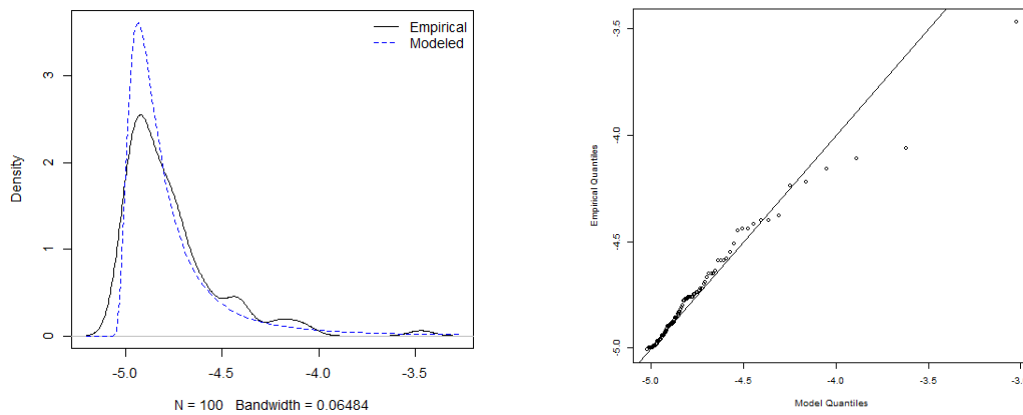 Empirical
Modeled
Density
3
2
1
0
-5.0 -4.5 -4.0 -3.5
N = 100 Bandwidth = 0.06484
Empirical Quantiles
-3.5
-4.0
-4.5
-5.0
-5.0 -4.5 -4.0 -3.5 -3.0
Model Quantiles